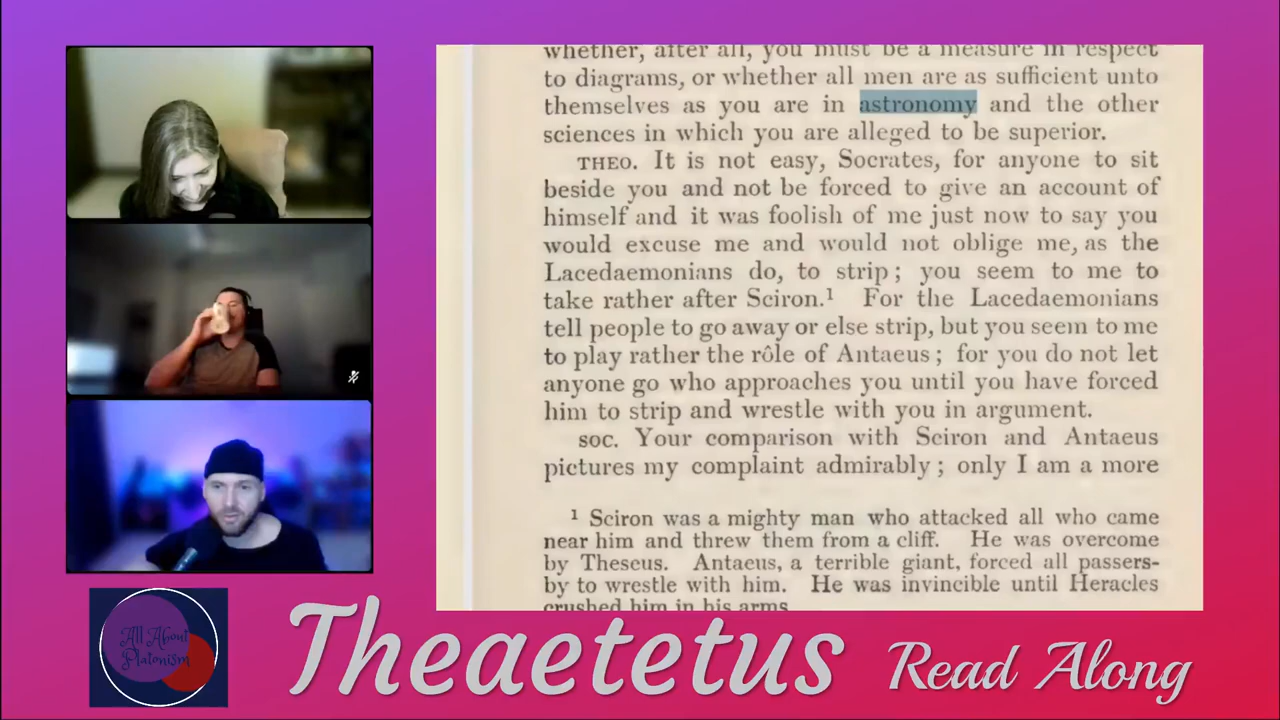 whether, after all, you must be a measure in respect
to diagrams, or whether all men are as sufficient unto
themselves as you are in astronomy and the other
sciences in which you are alleged to be superior.
THEO. It is not easy, Socrates, for anyone to sit
beside you and not be forced to give an account of
himself and it was foolish of me just now to say you
would excuse me and would not oblige me, as the
Lacedaemonians do, to strip ; you seem to me to
take rather after Sciron.¹ For the Lacedaemonians
tell people to go away or else strip, but you seem to me
to play rather the rôle of Antaeus ; for you do not let
anyone go who approaches you until you have forced
him to strip and wrestle with you in argument.
SOC. Your comparison with Sciron and Antaeus
pictures my complaint admirably ; only I am a more
¹ Sciron was a mighty man who attacked all who came
near him and threw them from a cliff. He was overcome
by Theseus. Antaeus, a terrible giant, forced all passers-
by to wrestle with him. He was invincible until Heracles
crushed him in his arms
All About
Platonism
Theaetetus Read Along